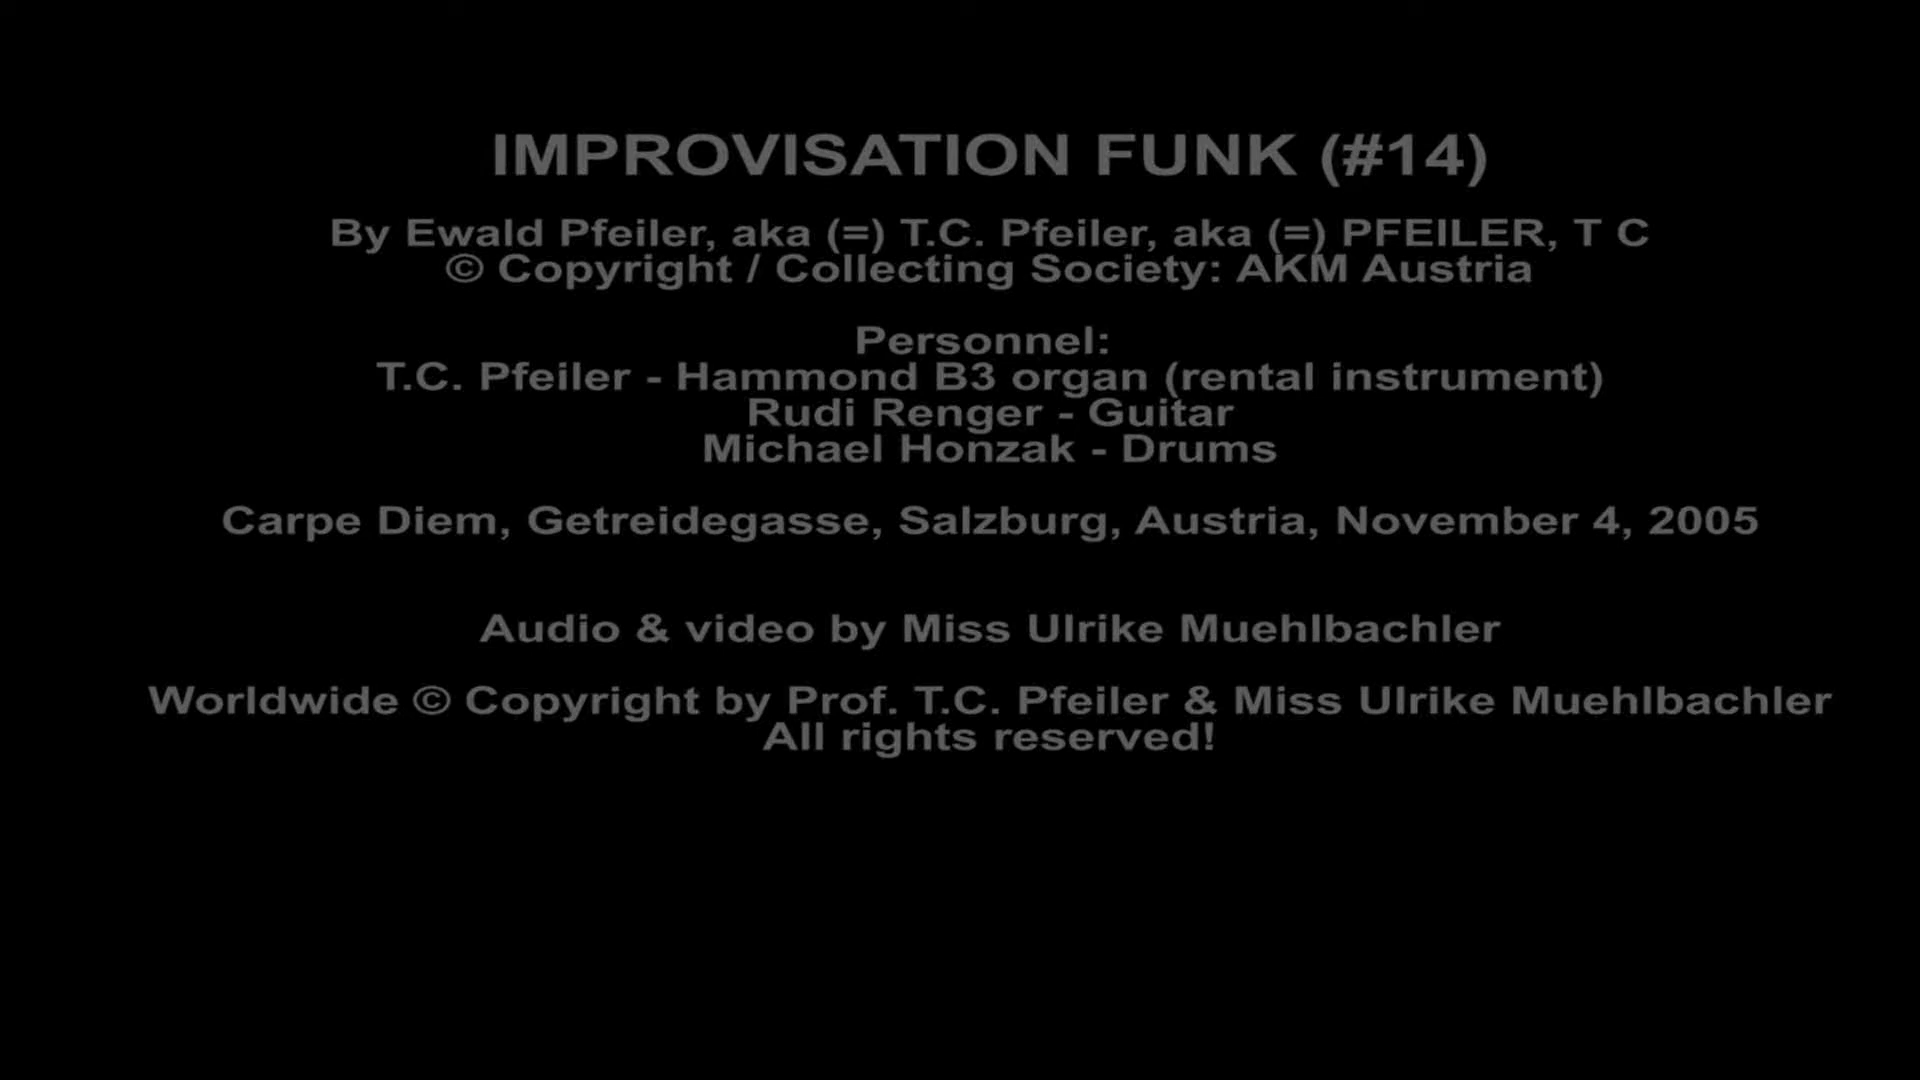 IMPROVISATION FUNK (#14)
By Ewald Pfeiler, aka (=) T.C. Pfeiler, aka (=) PFEILER, T C
© Copyright / Collecting Society: AKM Austria
Personnel:
T.C. Pfeiler - Hammond B3 organ (rental instrument)
Rudi Renger - Guitar
Michael Honzak - Drums
Carpe Diem, Getreidegasse, Salzburg, Austria, November 4, 2005
Audio & video by Miss Ulrike Muehlbachler
Worldwide © Copyright by Prof. T.C. Pfeiler & Miss Ulrike Muehlbachler
All rights reserved!